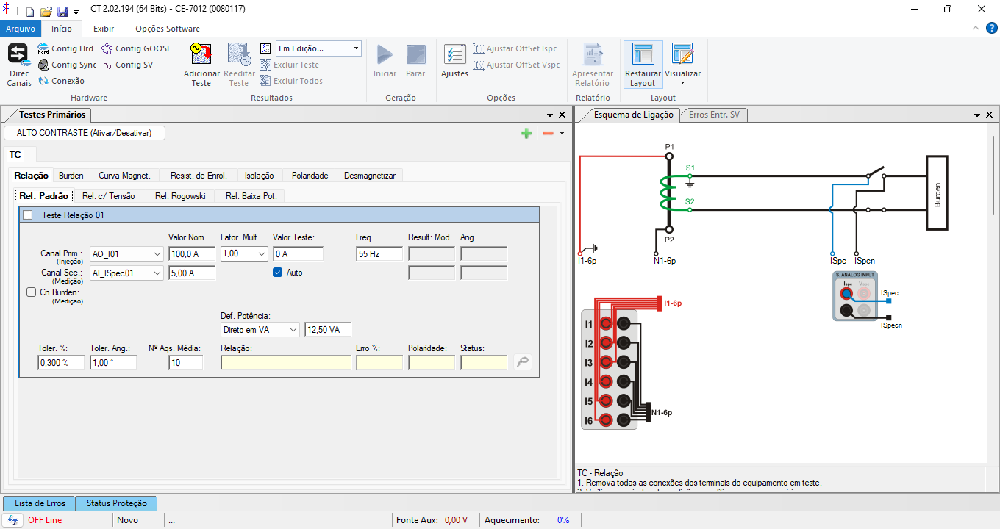 CT 2.02.194 (64 Bits) - CE-7012 (0080117)
Arquivo Início Exibir Opções Software
Direc Canais
Config Hrd
Config Sync
Conexão
Config GOOSE
Config SV
Hardware
Adicionar Teste
Reeditar Teste
Em Edição...
Excluir Teste
Excluir Todos
Resultados
Iniciar
Parar
Geração
Ajustes
Ajustar OffSet Ispc
Ajustar OffSet Vspc
Opções
Apresentar Relatório
Relatório
Restaurar Layout
Visualizar
Layout
Testes Primários
ALTO CONTRASTE (Ativar/Desativar)
TC
Relação Burden Curva Magnet. Resist. de Enrol. Isolação Polaridade Desmagnetizar
Rel. Padrão Rel. c/ Tensão Rel. Rogowski Rel. Baixa Pot.
Teste Relação 01
Valor Nom. Fator. Mult Valor Teste: Freq. Result: Mod Ang
Canal Prim.: AO_I01 100,0 A 1,00 0 A 55 Hz
(Injeção)
Canal Sec.: AI_ISpec01 5,00 A Auto
(Medição)
Cn Burden:
(Medição)
Def. Potência:
Direto em VA 12,50 VA
Toler. %: Toler. Ang.: Nº Aqs. Média: Relação: Erro %: Polaridade: Status:
0,300 % 1,00 ° 10
Esquema de Ligação Erros Entr. SV
P1
S1
S2
P2
Burden
I1-6p
N1-6p
ISpc
ISpcn
S. ANALOG INPUT
Ispc
Vspc
ISpec
ISpecn
I1-6p
I1
I2
I3
I4
I5
I6
N1-6p
TC - Relação
1. Remova todas as conexões dos terminais do equipamento em teste.
Lista de Erros Status Proteção
OFF Line Novo ... Fonte Aux: 0,00 V Aquecimento: 0%